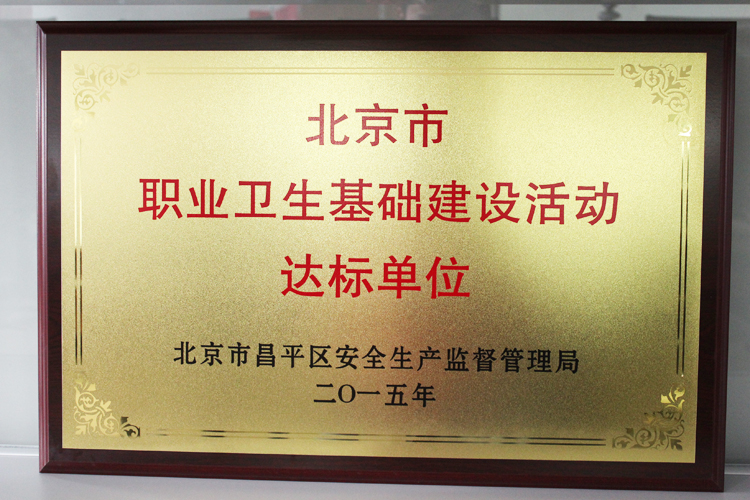 北京市
职业卫生基础建设活动
达标单位
北京市昌平区安全生产监督管理局
二〇一五年